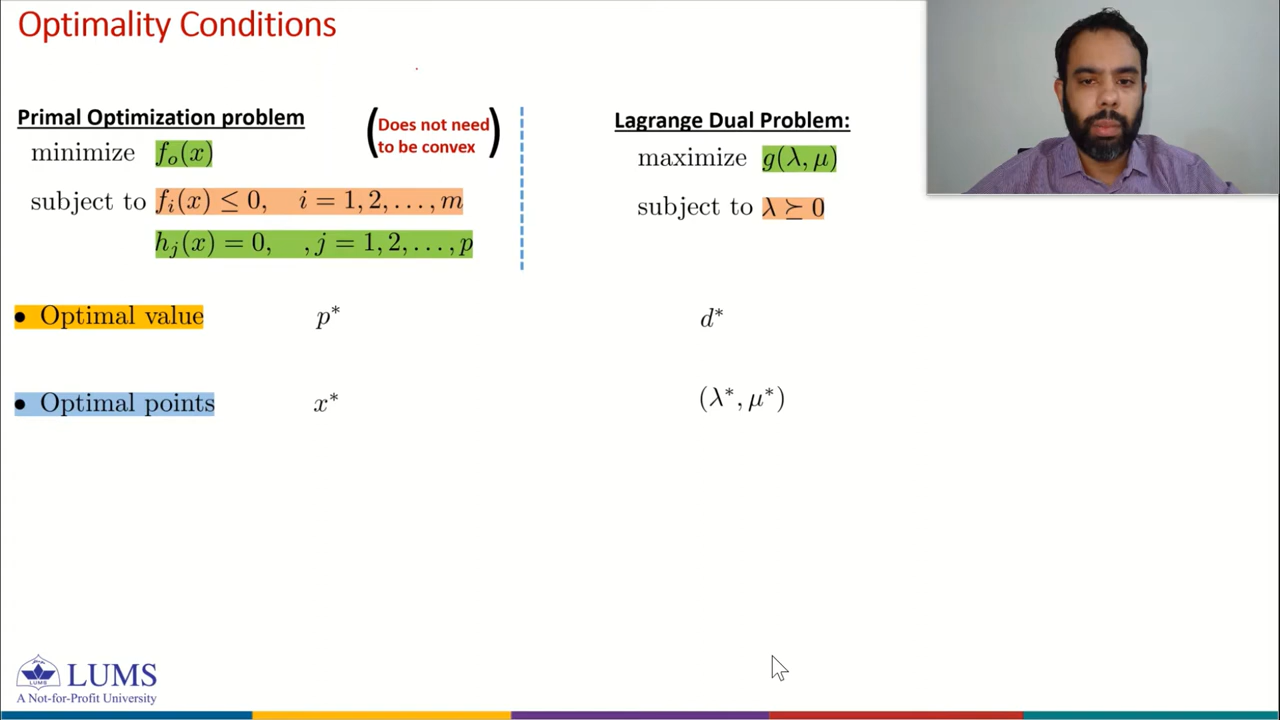 Optimality Conditions
Primal Optimization problem
(Does not need
to be convex)
minimize fₒ(x)
subject to fᵢ(x) ≤ 0, i = 1, 2, . . . , m
hⱼ(x) = 0, , j = 1, 2, . . . , p
Lagrange Dual Problem:
maximize g(λ, μ)
subject to λ ⪰ 0
• Optimal value p* d*
• Optimal points x* (λ*, μ*)
LUMS
LUMS
A Not-for-Profit University